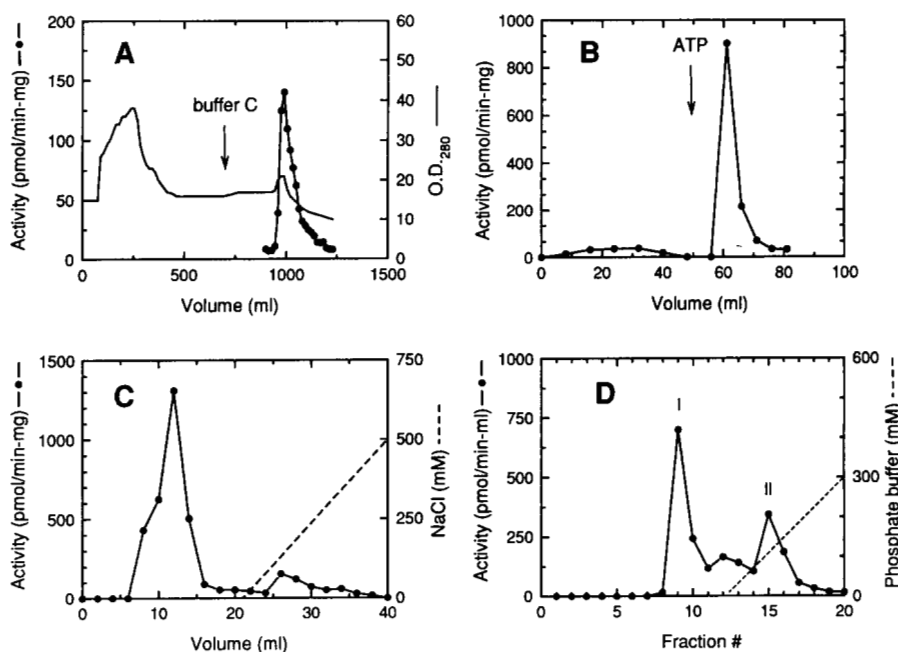 A
buffer C
Activity (pmol/min-mg)
200
150
100
50
0
60
50
40
30
20
10
0
O.D.280
0 500 1000 1500
Volume (ml)
B
ATP
Activity (pmol/min-mg)
1000
800
600
400
200
0
0 20 40 60 80 100
Volume (ml)
C
Activity (pmol/min-mg)
1500
1300
1000
500
0
750
500
250
0
NaCl (mM)
0 10 20 30 40
Volume (ml)
D
I
II
Activity (pmol/min-ml)
1000
750
500
250
0
600
300
0
Phosphate buffer (mM)
0 5 10 15 20
Fraction #